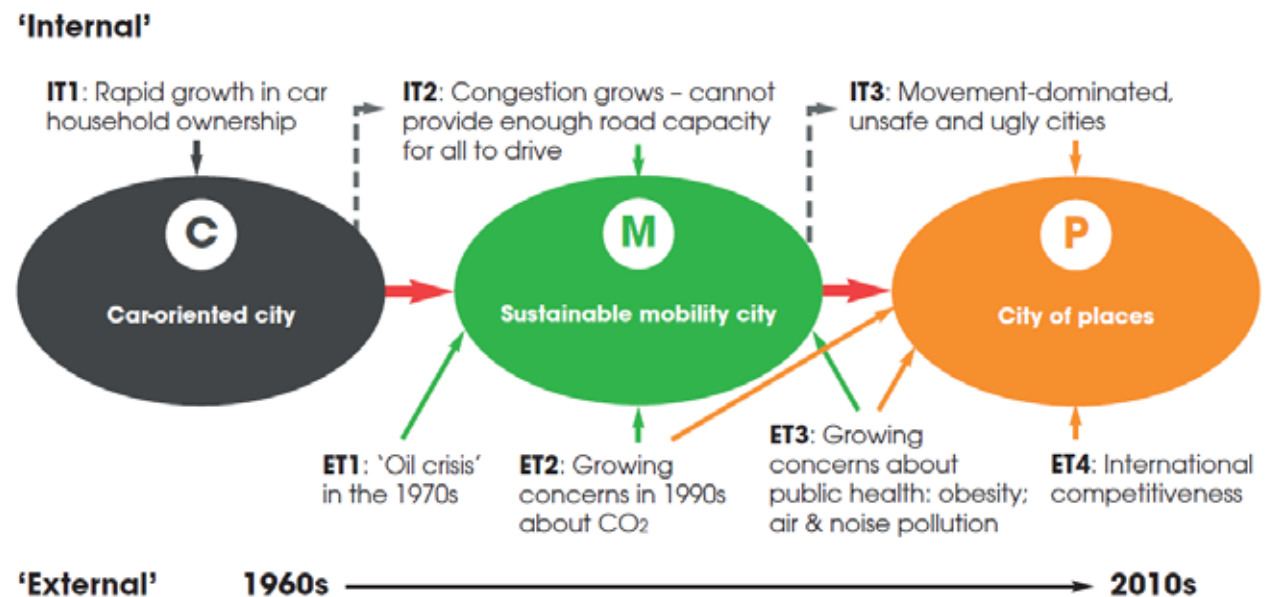 ‘Internal’
IT1: Rapid growth in car
household ownership
IT2: Congestion grows – cannot
provide enough road capacity
for all to drive
IT3: Movement-dominated,
unsafe and ugly cities
C
Car-oriented city
M
Sustainable mobility city
P
City of places
ET1: ‘Oil crisis’
in the 1970s
ET2: Growing
concerns in 1990s
about CO2
ET3: Growing
concerns about
public health: obesity;
air & noise pollution
ET4: International
competitiveness
‘External’ 1960s 2010s